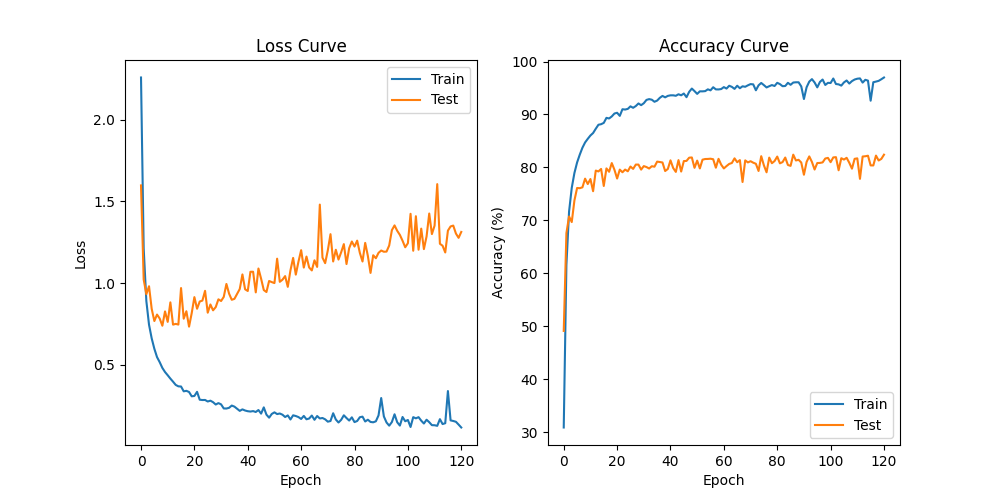 Loss Curve
Train
Test
2.0
1.5
1.0
0.5
Loss
0 20 40 60 80 100 120
Epoch
Accuracy Curve
100
90
80
70
60
50
40
30
Accuracy (%)
Train
Test
0 20 40 60 80 100 120
Epoch